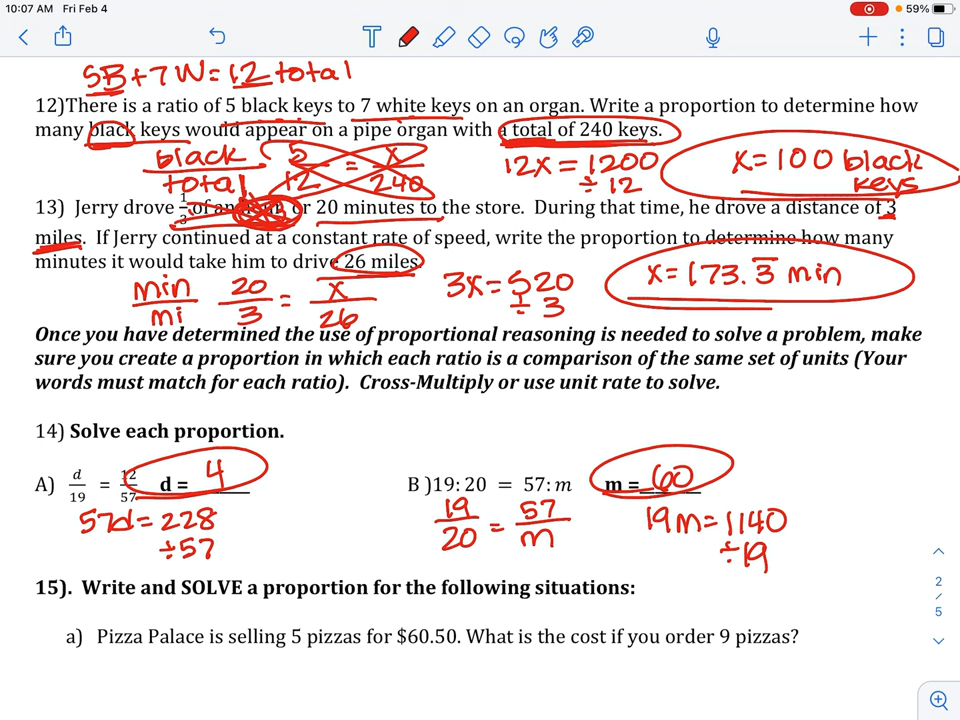 10:07 AM Fri Feb 4 59%
5B + 7W = 12 total
12)There is a ratio of 5 black keys to 7 white keys on an organ. Write a proportion to determine how
many black keys would appear on a pipe organ with a total of 240 keys.
black/total 5/12 = x/240 12x = 1200 ÷ 12 x = 100 black keys
13) Jerry drove 1/3 of an hour or 20 minutes to the store. During that time, he drove a distance of 3
miles. If Jerry continued at a constant rate of speed, write the proportion to determine how many
minutes it would take him to drive 26 miles.
min/mi 20/3 = x/26 3x = 520 ÷ 3 x = 173.3̅ min
Once you have determined the use of proportional reasoning is needed to solve a problem, make
sure you create a proportion in which each ratio is a comparison of the same set of units (Your
words must match for each ratio). Cross-Multiply or use unit rate to solve.
14) Solve each proportion.
A) d/19 = 12/57 d = 4 B )19: 20 = 57: m m = 60
57d = 228 19/20 = 57/m 19m = 1140
÷57 ÷19
15). Write and SOLVE a proportion for the following situations:
a) Pizza Palace is selling 5 pizzas for $60.50. What is the cost if you order 9 pizzas?
2
/
5